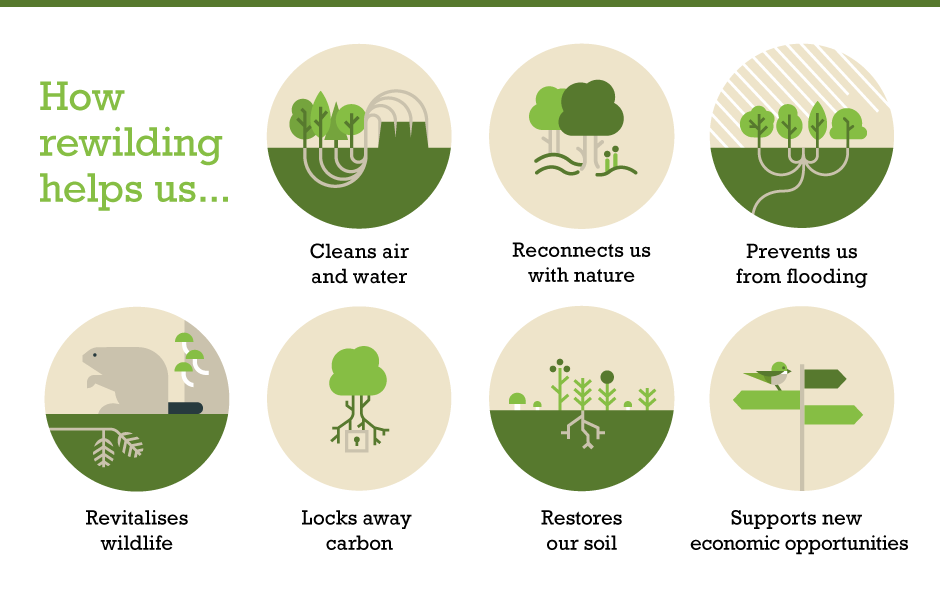 How
rewilding
helps us...
Cleans air
and water
Reconnects us
with nature
Prevents us
from flooding
Revitalises
wildlife
Locks away
carbon
Restores
our soil
Supports new
economic opportunities